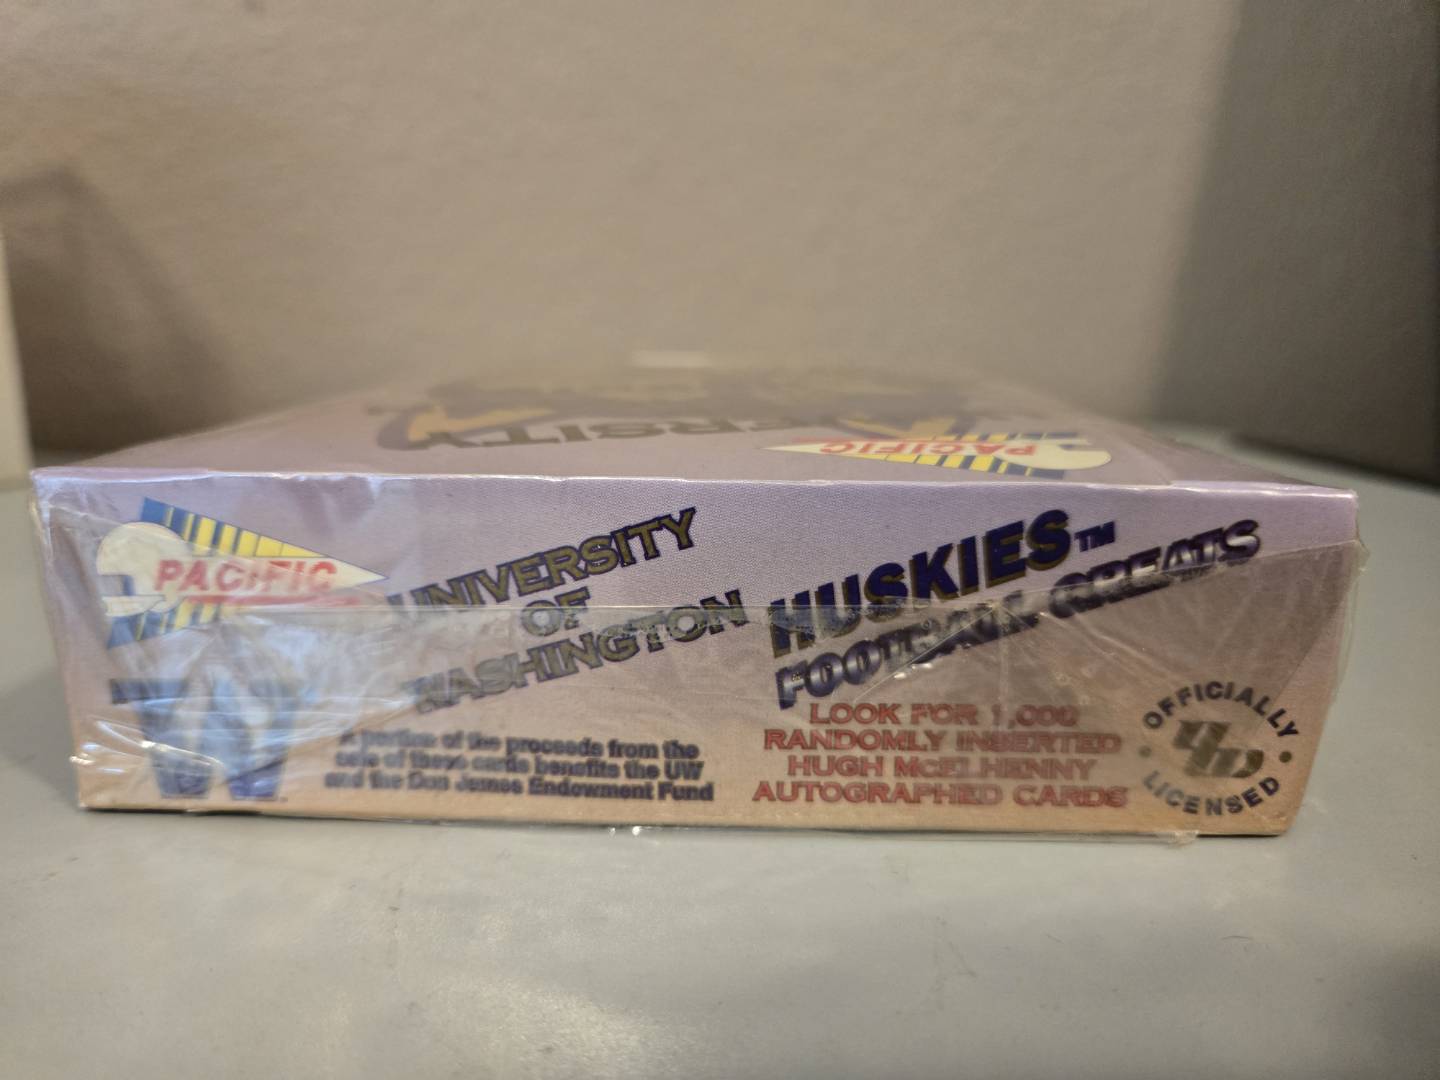 ERSITY
PACIFIC
PACIFIC
UNIVERSITY
OF
WASHINGTON
HUSKIES™
FOOTBALL GREATS
W
A portion of the proceeds from the
sale of these cards benefits the UW
and the Don James Endowment Fund
LOOK FOR 1,000
RANDOMLY INSERTED
HUGH McELHENNY
AUTOGRAPHED CARDS
OFFICIALLY
LICENSED